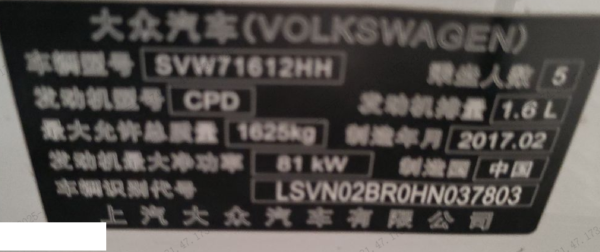 大众汽车(VOLKSWAGEN)
车辆型号 SVW71612HH 乘坐人数 5
发动机型号 CPD 发动机排量 1.6 L
最大允许总质量 1625kg 制造年月 2017.02
发动机最大净功率 81 kW 制造国 中国
车辆识别代号 LSVN02BR0HN037803
上汽大众汽车有限公司